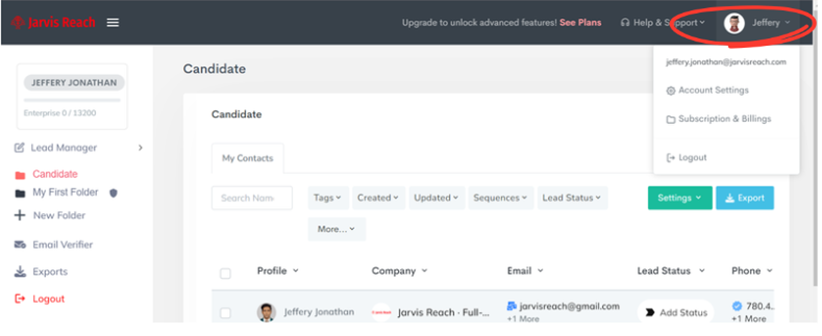 Jarvis Reach
Upgrade to unlock advanced features! See Plans
Help & Support
Jeffery
jeffery.jonathan@jarvisreach.com
Account Settings
Subscription & Billings
Logout
JEFFERY JONATHAN
Enterprise 0 / 13200
Lead Manager
Candidate
My First Folder
New Folder
Email Verifier
Exports
Logout
Candidate
Candidate
My Contacts
Search Nam
Tags
Created
Updated
Sequences
Lead Status
Settings
Export
More...
Profile
Company
Email
Lead Status
Phone
Jeffery Jonathan
Jarvis Reach - Full-...
jarvisreach@gmail.com
+1 More
Add Status
780.4..
+1 More